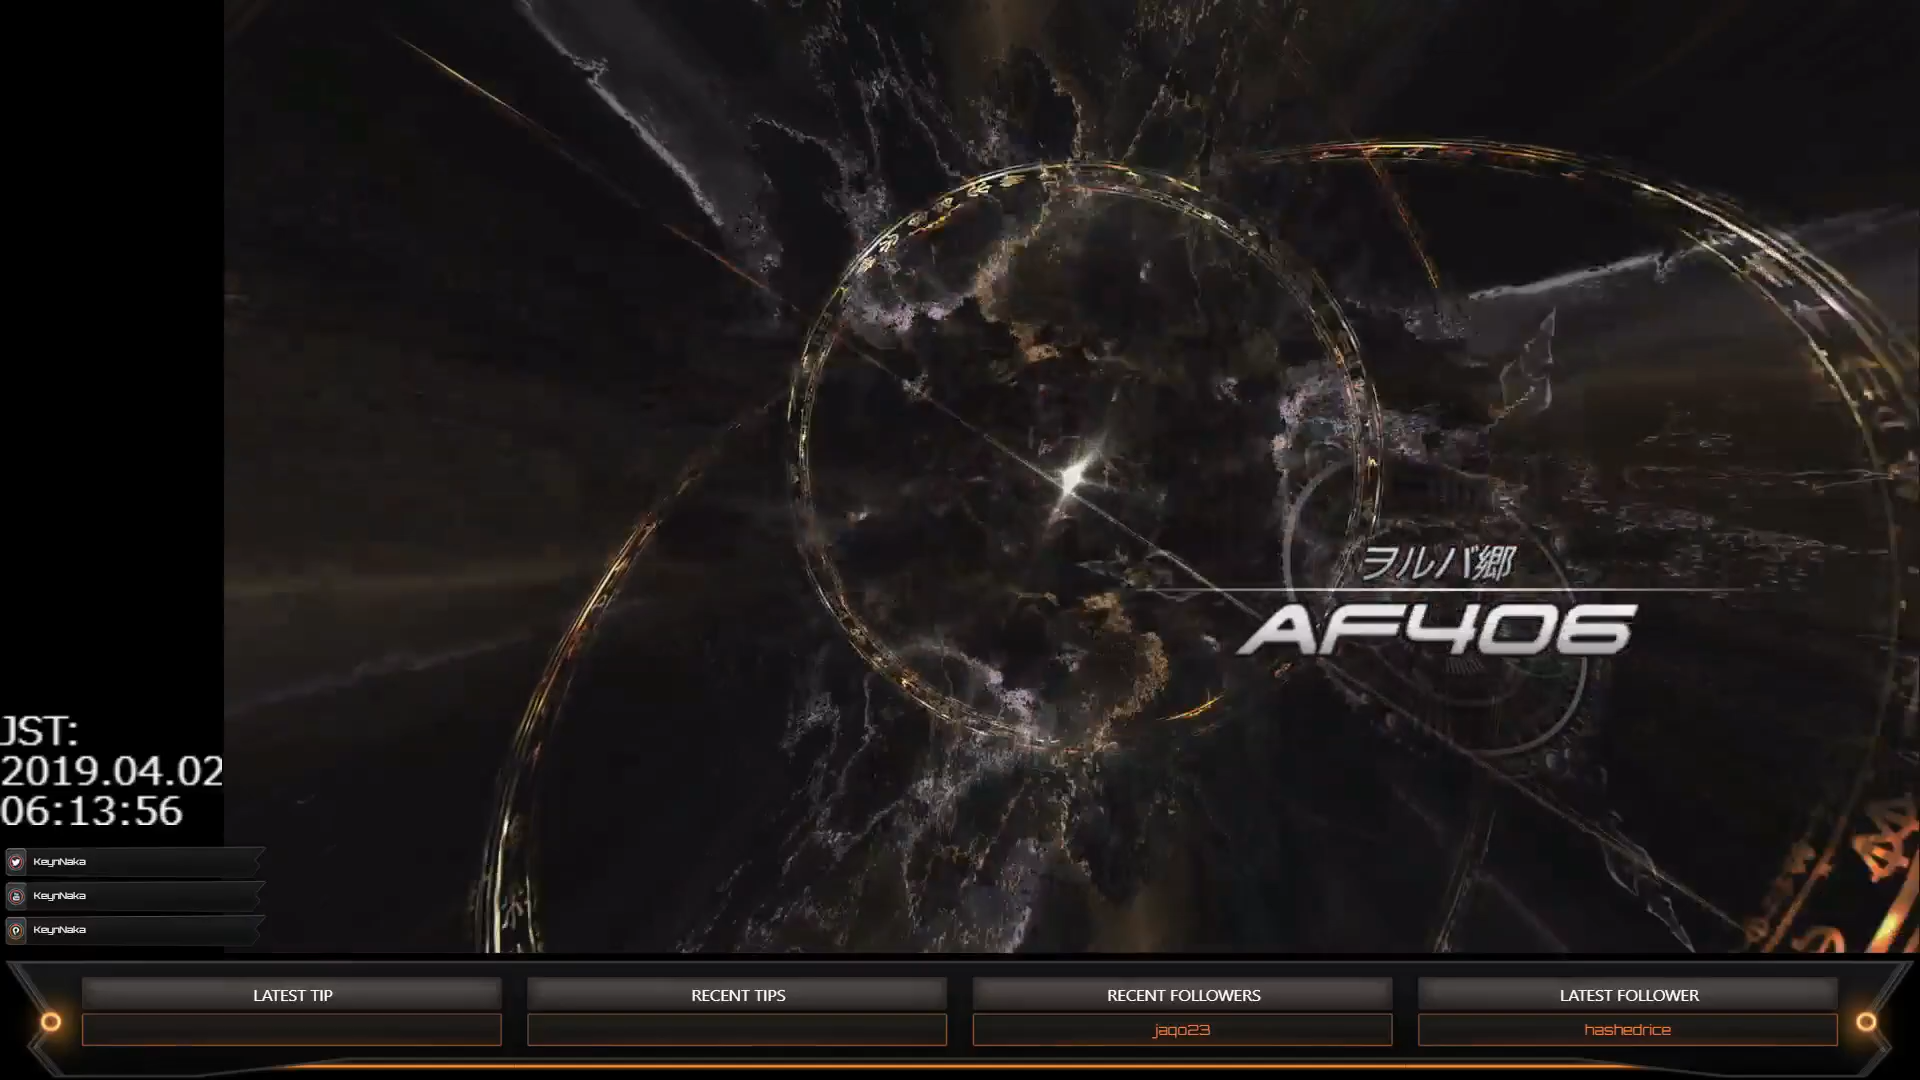 ヲルバ郷
AF406
JST:
2019.04.02
06:13:56
KeynNaka
KeynNaka
KeynNaka
LATEST TIP
RECENT TIPS
RECENT FOLLOWERS
LATEST FOLLOWER
jaqo23
hashedrice